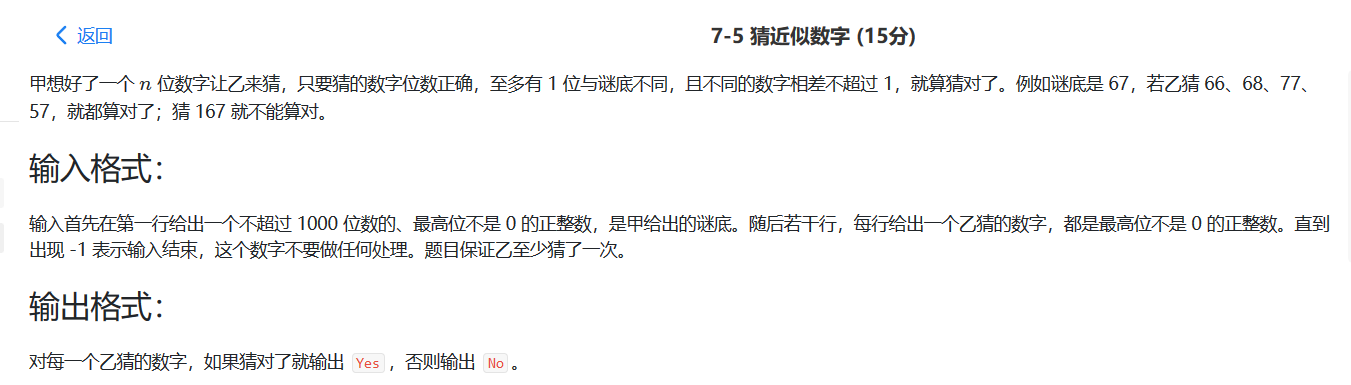 返回
7-5 猜近似数字 (15分)
甲想好了一个 n 位数字让乙来猜，只要猜的数字位数正确，至多有 1 位与谜底不同，且不同的数字相差不超过 1，就算猜对了。例如谜底是 67，若乙猜 66、68、77、
57，就都算对了；猜 167 就不能算对。
输入格式：
输入首先在第一行给出一个不超过 1000 位数的、最高位不是 0 的正整数，是甲给出的谜底。随后若干行，每行给出一个乙猜的数字，都是最高位不是 0 的正整数。直到
出现 -1 表示输入结束，这个数字不要做任何处理。题目保证乙至少猜了一次。
输出格式：
对每一个乙猜的数字，如果猜对了就输出 Yes，否则输出 No。